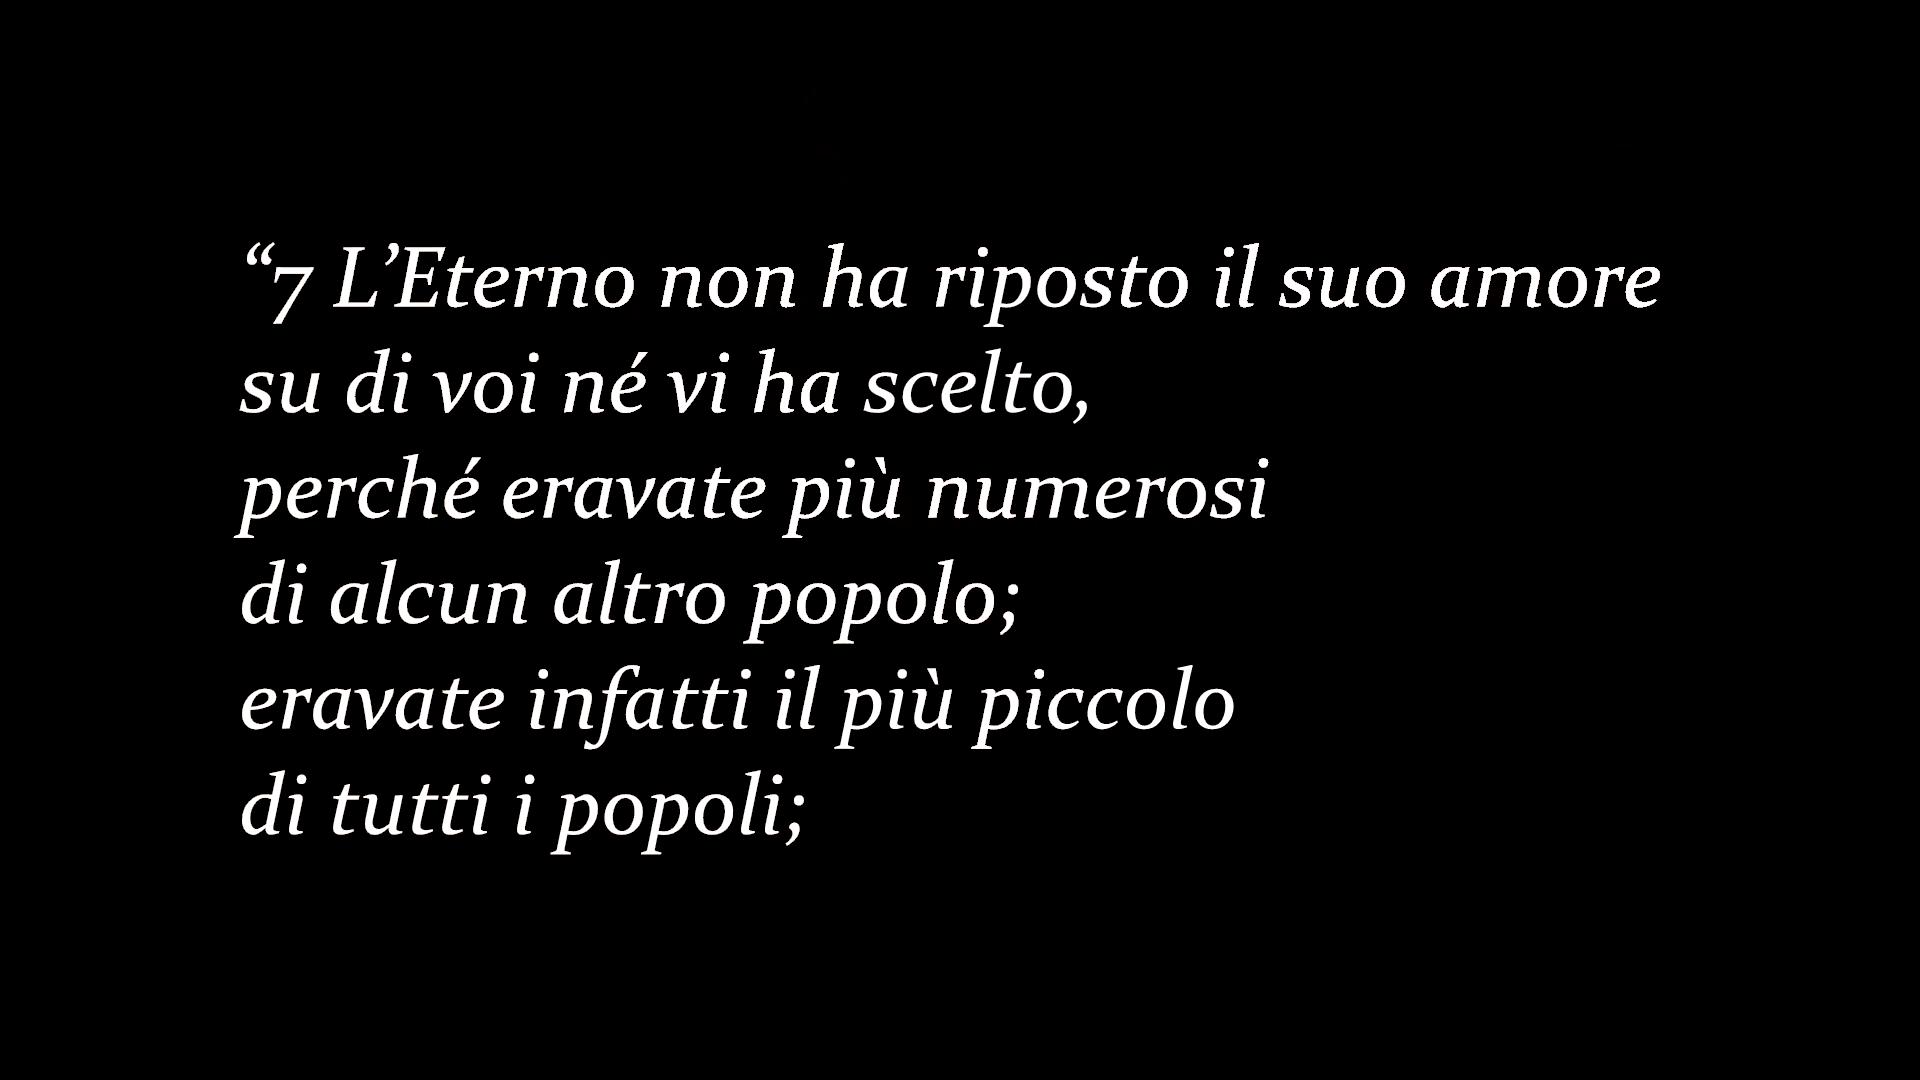 “7 L’Eterno non ha riposto il suo amore
su di voi né vi ha scelto,
perché eravate più numerosi
di alcun altro popolo;
eravate infatti il più piccolo
di tutti i popoli;